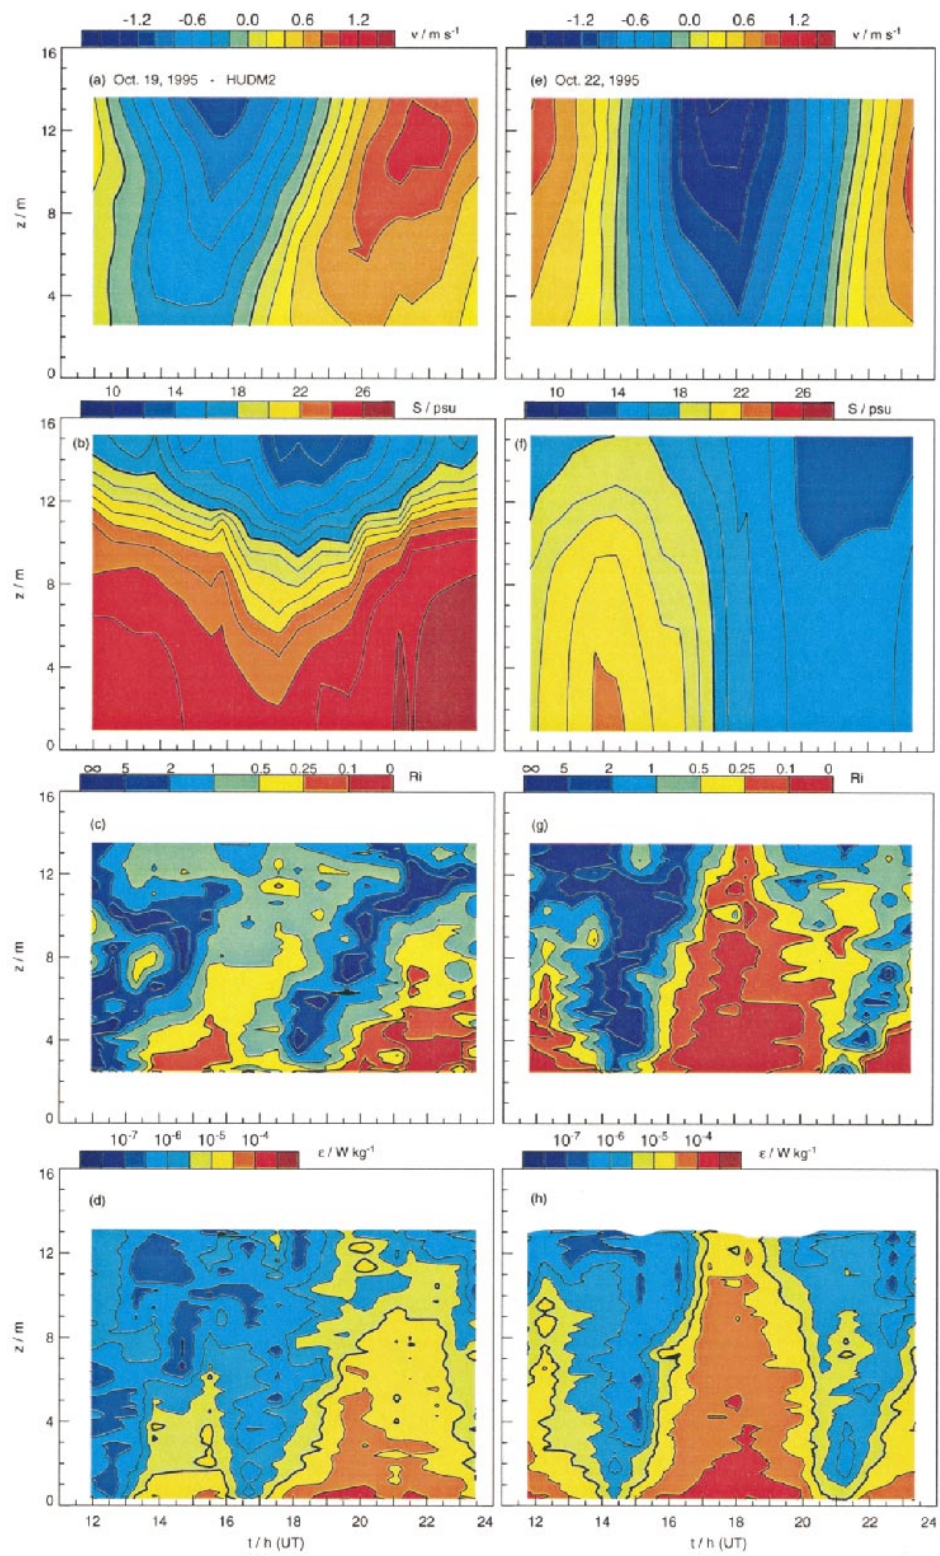 -1.2 -0.6 0.0 0.6 1.2
v / m s⁻¹
-1.2 -0.6 0.0 0.6 1.2
v / m s⁻¹
16
12
8
4
0
z / m
(a) Oct. 19, 1995 - HUDM2
(e) Oct. 22, 1995
10 14 18 22 26
S / psu
10 14 18 22 26
S / psu
16
12
8
4
0
z / m
(b)
(f)
∞ 5 2 1 0.5 0.25 0.1 0
Ri
∞ 5 2 1 0.5 0.25 0.1 0
Ri
16
12
8
4
0
z / m
(c)
(g)
10⁻⁷ 10⁻⁶ 10⁻⁵ 10⁻⁴
ε / W kg⁻¹
10⁻⁷ 10⁻⁶ 10⁻⁵ 10⁻⁴
ε / W kg⁻¹
12
8
4
0
z / m
(d)
(h)
12 14 16 18 20 22 24
t / h (UT)
14 16 18 20 22 24
t / h (UT)